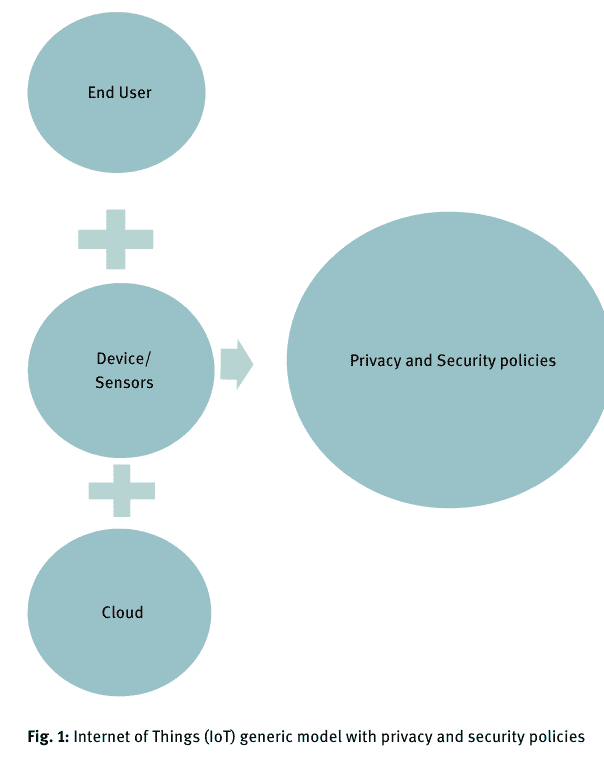 End User
Device/
Sensors
Privacy and Security policies
Cloud
Fig. 1: Internet of Things (IoT) generic model with privacy and security policies